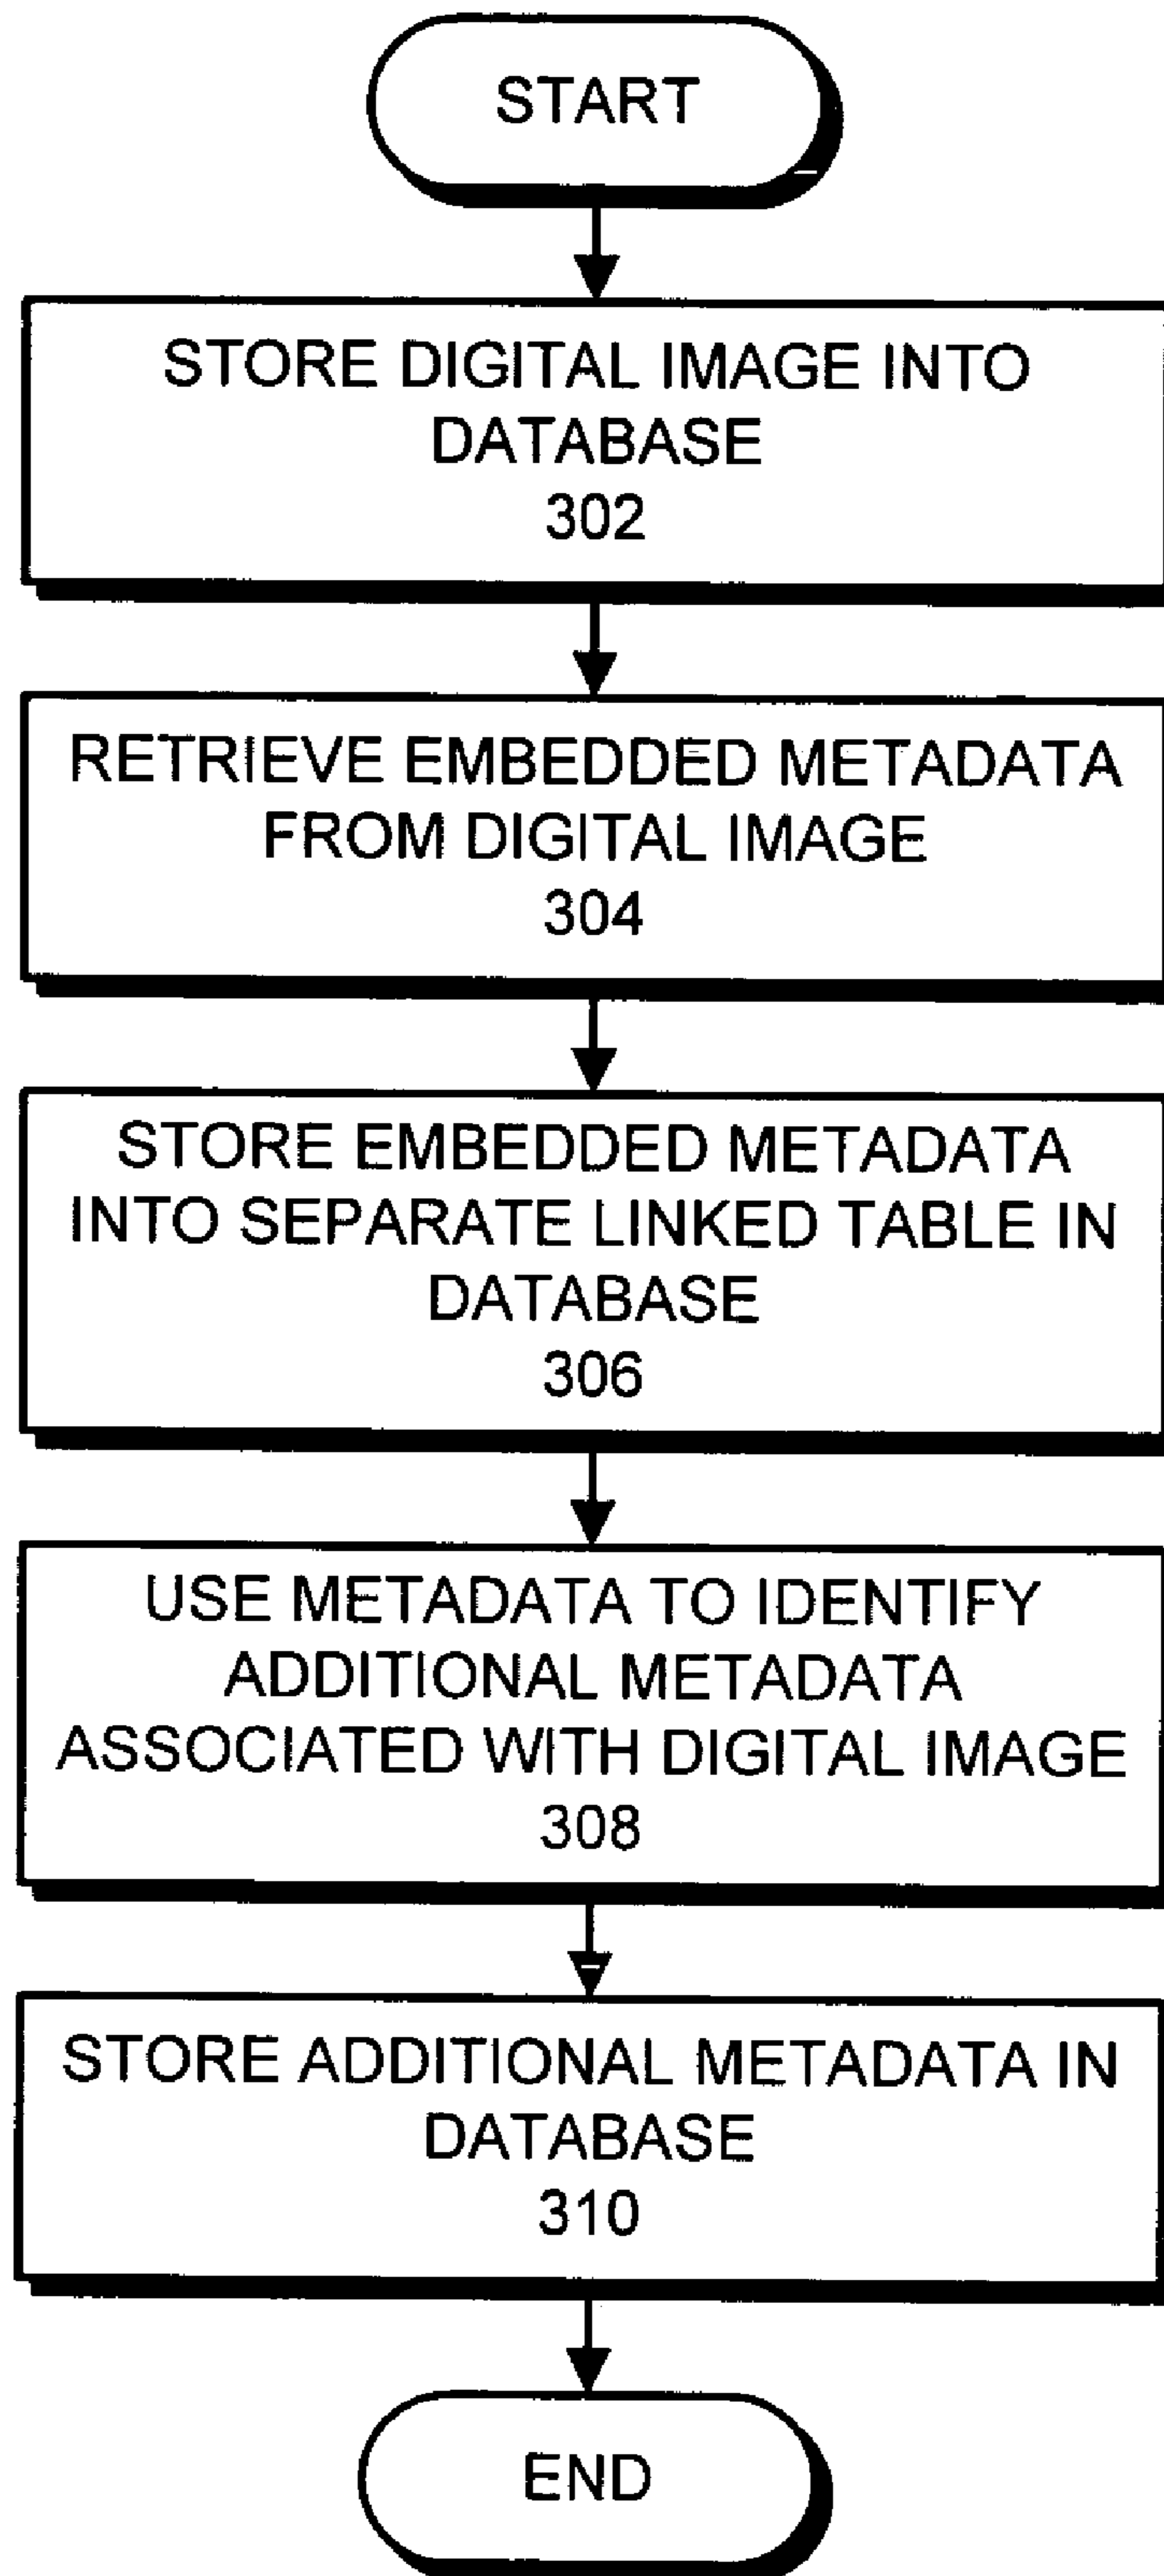 START
STORE DIGITAL IMAGE INTO
DATABASE
302
RETRIEVE EMBEDDED METADATA
FROM DIGITAL IMAGE
304
STORE EMBEDDED METADATA
INTO SEPARATE LINKED TABLE IN
DATABASE
306
USE METADATA TO IDENTIFY
ADDITIONAL METADATA
ASSOCIATED WITH DIGITAL IMAGE
308
STORE ADDITIONAL METADATA IN
DATABASE
310
END